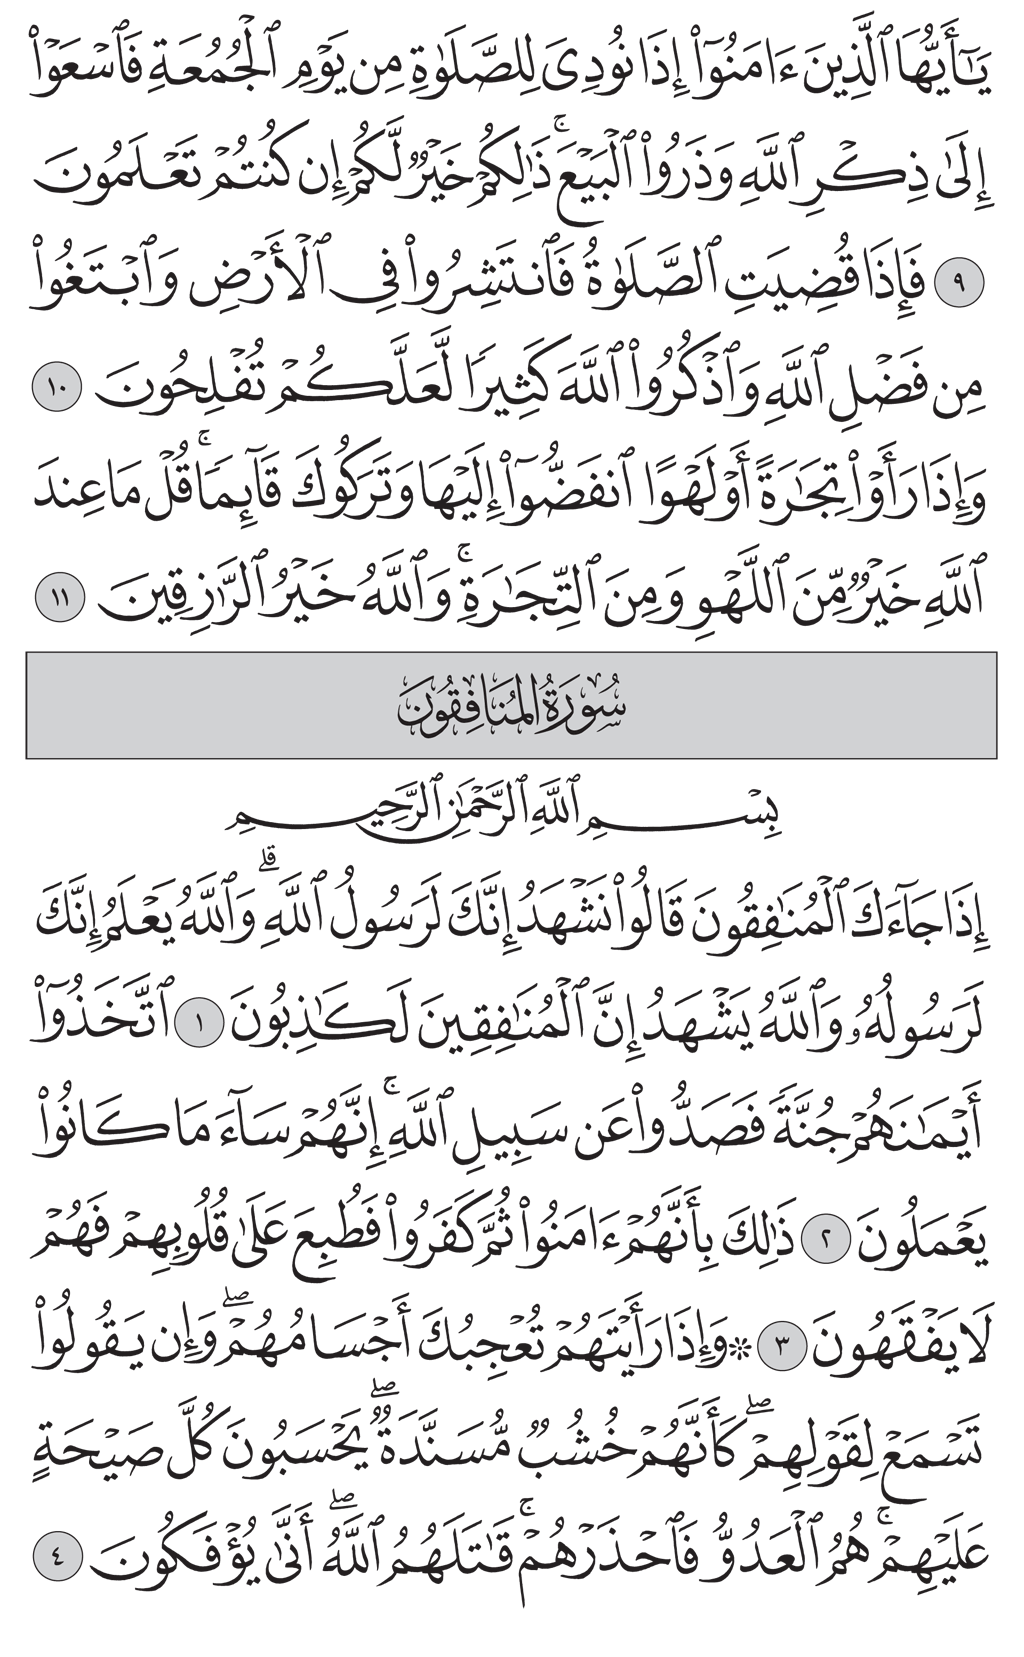 يَـٰٓأَيُّهَا ٱلَّذِينَ ءَامَنُوٓا۟ إِذَا نُودِىَ لِلصَّلَوٰةِ مِن يَوْمِ ٱلْجُمُعَةِ فَٱسْعَوْا۟
إِلَىٰ ذِكْرِ ٱللَّهِ وَذَرُوا۟ ٱلْبَيْعَ ۚ ذَٰلِكُمْ خَيْرٌ لَّكُمْ إِن كُنتُمْ تَعْلَمُونَ
٩ فَإِذَا قُضِيَتِ ٱلصَّلَوٰةُ فَٱنتَشِرُوا۟ فِى ٱلْأَرْضِ وَٱبْتَغُوا۟
مِن فَضْلِ ٱللَّهِ وَٱذْكُرُوا۟ ٱللَّهَ كَثِيرًا لَّعَلَّكُمْ تُفْلِحُونَ ١٠
وَإِذَا رَأَوْا۟ تِجَـٰرَةً أَوْ لَهْوًا ٱنفَضُّوٓا۟ إِلَيْهَا وَتَرَكُوكَ قَآئِمًا ۚ قُلْ مَا عِندَ
ٱللَّهِ خَيْرٌ مِّنَ ٱللَّهْوِ وَمِنَ ٱلتِّجَـٰرَةِ ۚ وَٱللَّهُ خَيْرُ ٱلرَّٰزِقِينَ ١١
سُورَةُ المُنَافِقُونَ
بِسْمِ ٱللَّهِ ٱلرَّحْمَـٰنِ ٱلرَّحِيمِ
إِذَا جَآءَكَ ٱلْمُنَـٰفِقُونَ قَالُوا۟ نَشْهَدُ إِنَّكَ لَرَسُولُ ٱللَّهِ ۗ وَٱللَّهُ يَعْلَمُ إِنَّكَ
لَرَسُولُهُۥ وَٱللَّهُ يَشْهَدُ إِنَّ ٱلْمُنَـٰفِقِينَ لَكَـٰذِبُونَ ١ ٱتَّخَذُوٓا۟
أَيْمَـٰنَهُمْ جُنَّةً فَصَدُّوا۟ عَن سَبِيلِ ٱللَّهِ ۚ إِنَّهُمْ سَآءَ مَا كَانُوا۟
يَعْمَلُونَ ٢ ذَٰلِكَ بِأَنَّهُمْ ءَامَنُوا۟ ثُمَّ كَفَرُوا۟ فَطُبِعَ عَلَىٰ قُلُوبِهِمْ فَهُمْ
لَا يَفْقَهُونَ ٣ ۞ وَإِذَا رَأَيْتَهُمْ تُعْجِبُكَ أَجْسَامُهُمْ ۖ وَإِن يَقُولُوا۟
تَسْمَعْ لِقَوْلِهِمْ ۖ كَأَنَّهُمْ خُشُبٌ مُّسَنَّدَةٌ ۖ يَحْسَبُونَ كُلَّ صَيْحَةٍ
عَلَيْهِمْ ۚ هُمُ ٱلْعَدُوُّ فَٱحْذَرْهُمْ ۚ قَـٰتَلَهُمُ ٱللَّهُ ۖ أَنَّىٰ يُؤْفَكُونَ ٤